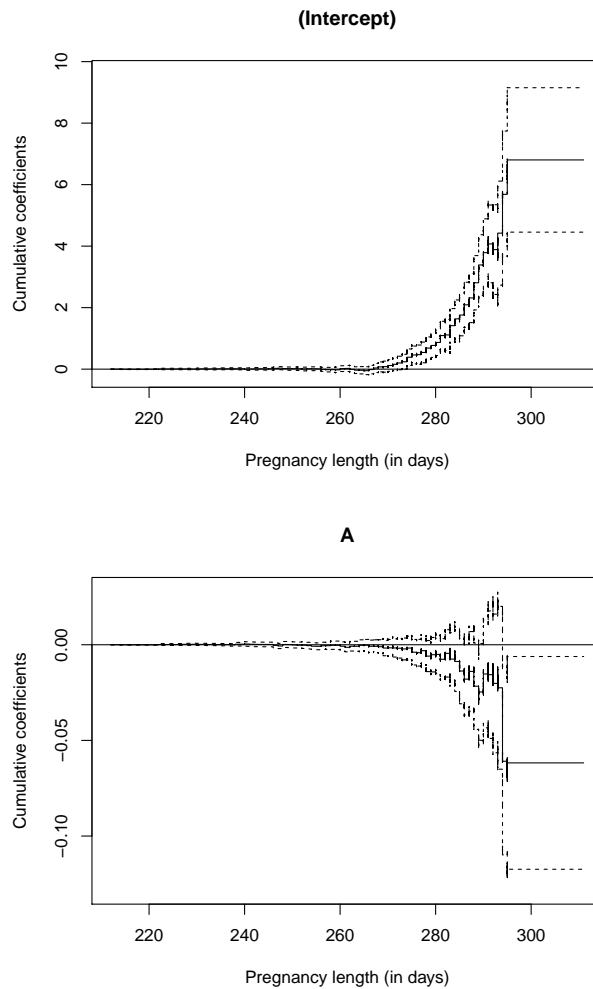 (Intercept)
Cumulative coefficients
0 2 4 6 8 10
220 240 260 280 300
Pregnancy length (in days)
A
Cumulative coefficients
−0.10 −0.05 0.00
220 240 260 280 300
Pregnancy length (in days)